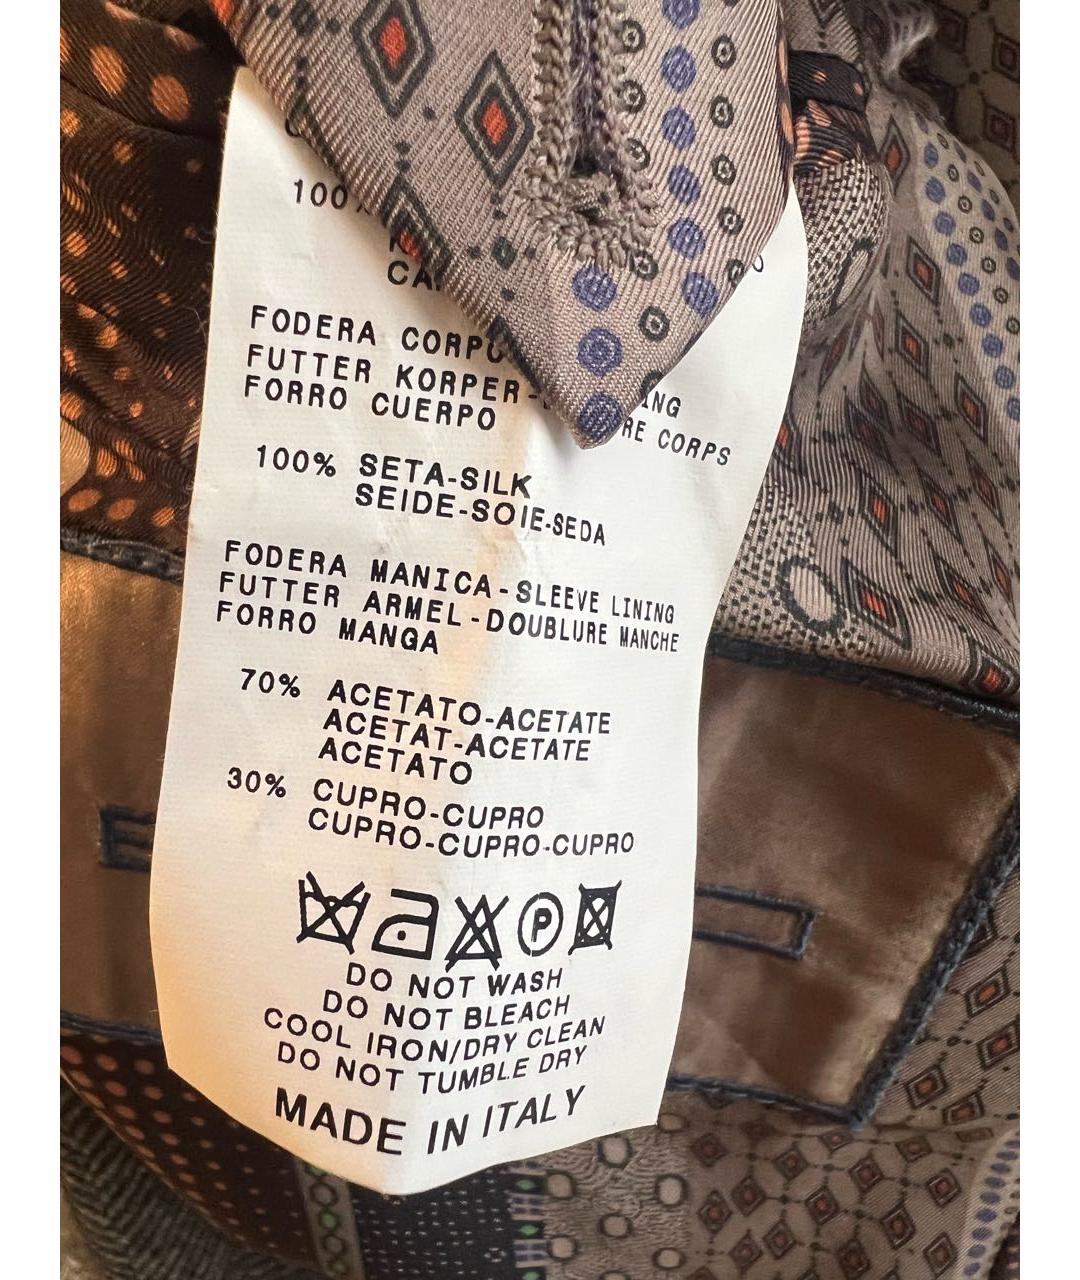 100%
FODERA CORPO
FUTTER KORPER-
FORRO CUERPO
CORPS
100% SETA-SILK
SEIDE-SOIE-SEDA
FODERA MANICA-SLEEVE LINING
FUTTER ARMEL-DOUBLURE MANCHE
FORRO MANGA
70% ACETATO-ACETATE
ACETAT-ACETATE
ACETATO
30% CUPRO-CUPRO
CUPRO-CUPRO-CUPRO
P
DO NOT WASH
DO NOT BLEACH
COOL IRON/DRY CLEAN
DO NOT TUMBLE DRY
MADE IN ITALY